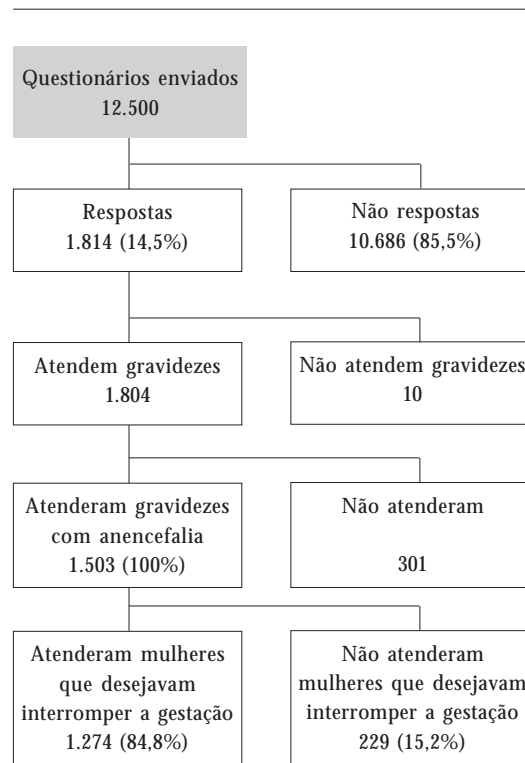 Questionários enviados
12.500
Respostas
1.814 (14,5%)
Não respostas
10.686 (85,5%)
Atendem gravidezes
1.804
Não atendem gravidezes
10
Atenderam gravidezes
com anencefalia
1.503 (100%)
Não atenderam
301
Atenderam mulheres
que desejavam
interromper a gestação
1.274 (84,8%)
Não atenderam
mulheres que desejavam
interromper a gestação
229 (15,2%)